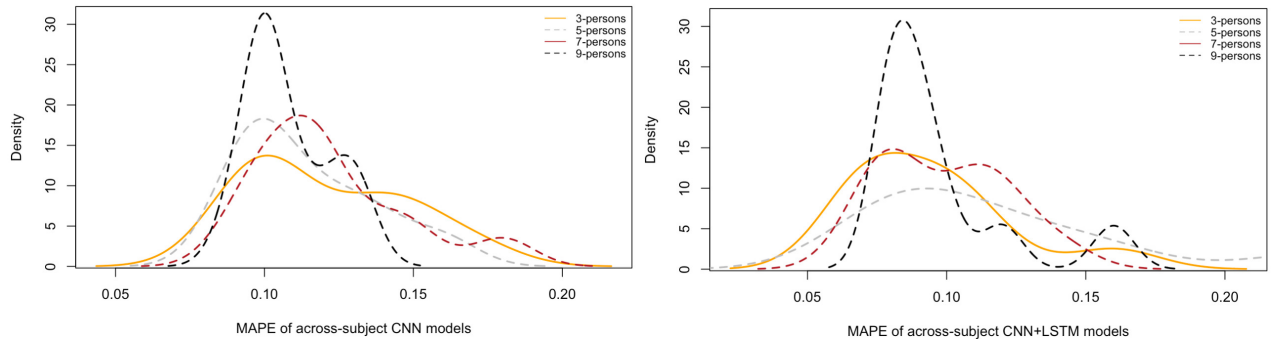 30
25
20
15
10
5
0
Density
0.05 0.10 0.15 0.20
MAPE of across-subject CNN models
3-persons
5-persons
7-persons
9-persons
30
25
20
15
10
5
0
Density
0.05 0.10 0.15 0.20
MAPE of across-subject CNN+LSTM models
3-persons
5-persons
7-persons
9-persons